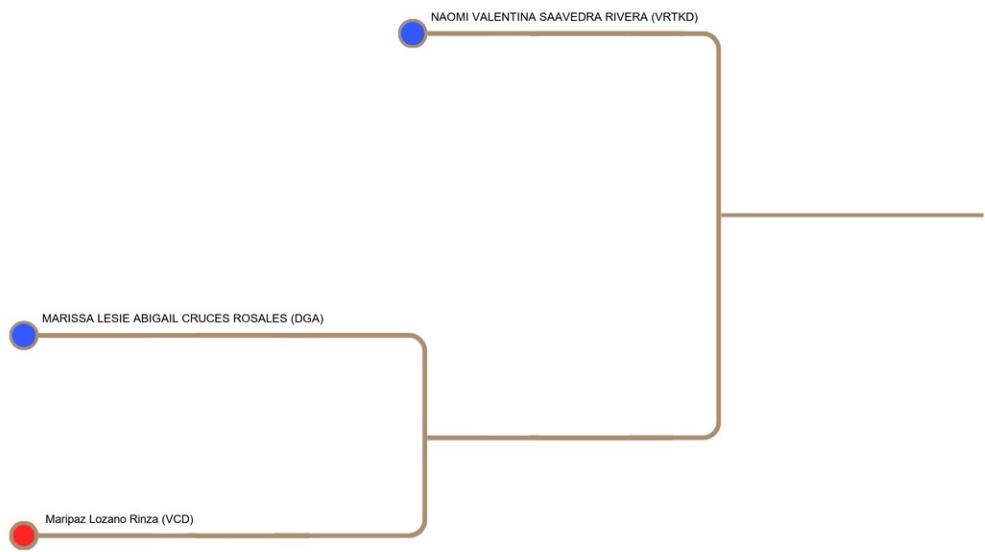 NAOMI VALENTINA SAAVEDRA RIVERA (VRTKD)
MARISSA LESIE ABIGAIL CRUCES ROSALES (DGA)
Maripaz Lozano Rinza (VCD)